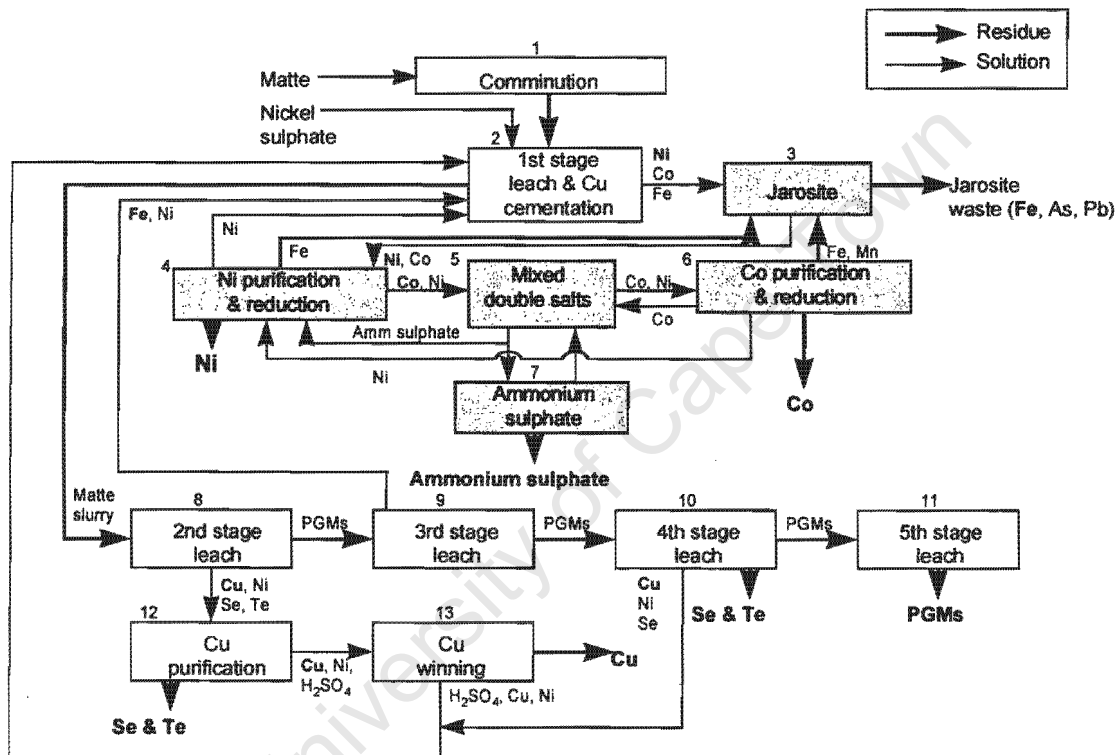 Residue
Solution
1
Matte
Comminution
Nickel
sulphate
2
1st stage
leach & Cu
cementation
Ni
Co
Fe
3
Jarosite
Jarosite
waste (Fe, As, Pb)
Fe, Ni
Ni
Fe
Ni, Co
4
Ni purification
& reduction
Co, Ni
5
Mixed
double salts
Co, Ni
Co
6
Fe, Mn
Co purification
& reduction
Amm sulphate
Ni
Ni
Co
7
Ammonium
sulphate
Ammonium sulphate
Matte
slurry
8
2nd stage
leach
PGMs
9
3rd stage
leach
PGMs
10
4th stage
leach
PGMs
11
5th stage
leach
Cu, Ni
Se, Te
Cu
Ni
Se
Se & Te
PGMs
12
Cu
purification
Cu, Ni,
H₂SO₄
13
Cu
winning
Cu
H₂SO₄, Cu, Ni
Se & Te
University of Cape Town